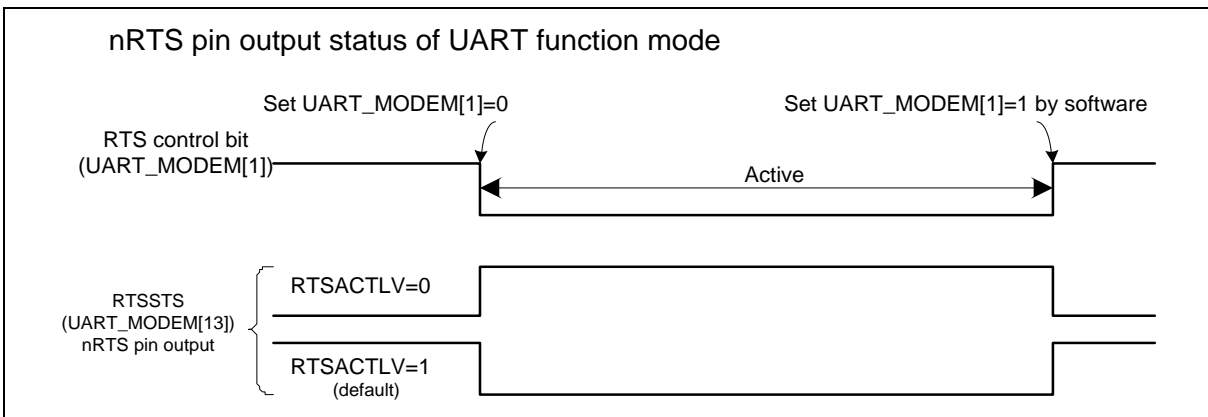 nRTS pin output status of UART function mode
Set UART_MODEM[1]=0
Set UART_MODEM[1]=1 by software
RTS control bit
(UART_MODEM[1])
Active
RTSACTLV=0
RTSSTS
(UART_MODEM[13])
nRTS pin output
RTSACTLV=1
(default)